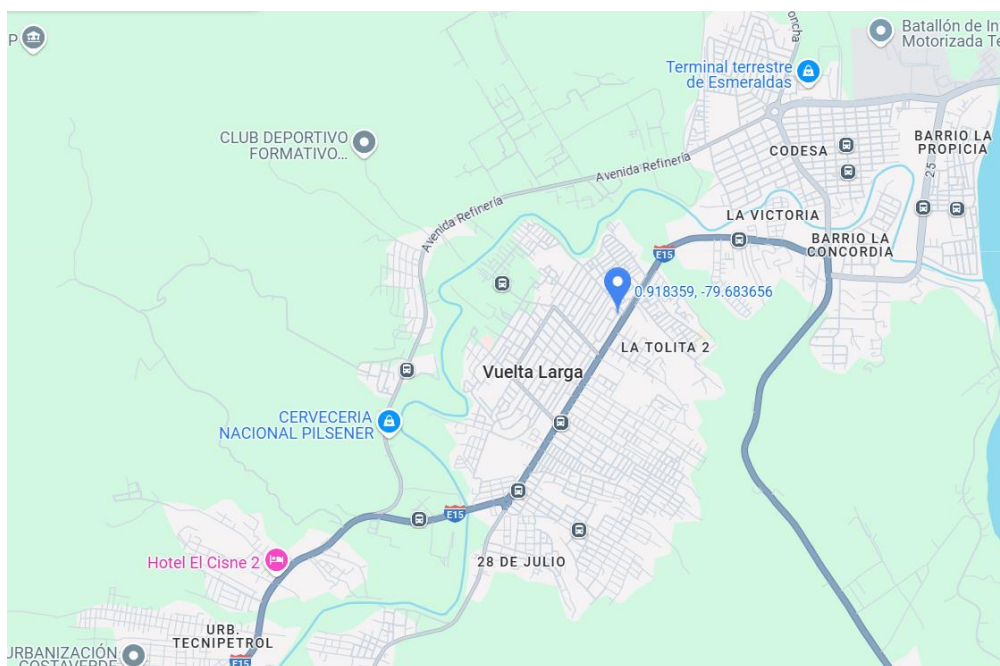 P
Batallón de In
Motorizada Te
oncha
Terminal terrestre
de Esmeraldas
CLUB DEPORTIVO
FORMATIVO...
CODESA
BARRIO LA
PROPICIA
Avenida Refinería
25
Avenida Refinería
LA VICTORIA
BARRIO LA
CONCORDIA
E15
0.918359, -79.683656
LA TOLITA 2
Vuelta Larga
CERVECERIA
NACIONAL PILSENER
E15
Hotel El Cisne 2
28 DE JULIO
URB.
TECNIPETROL
URBANIZACIÓN
COSTAVERDE
E15